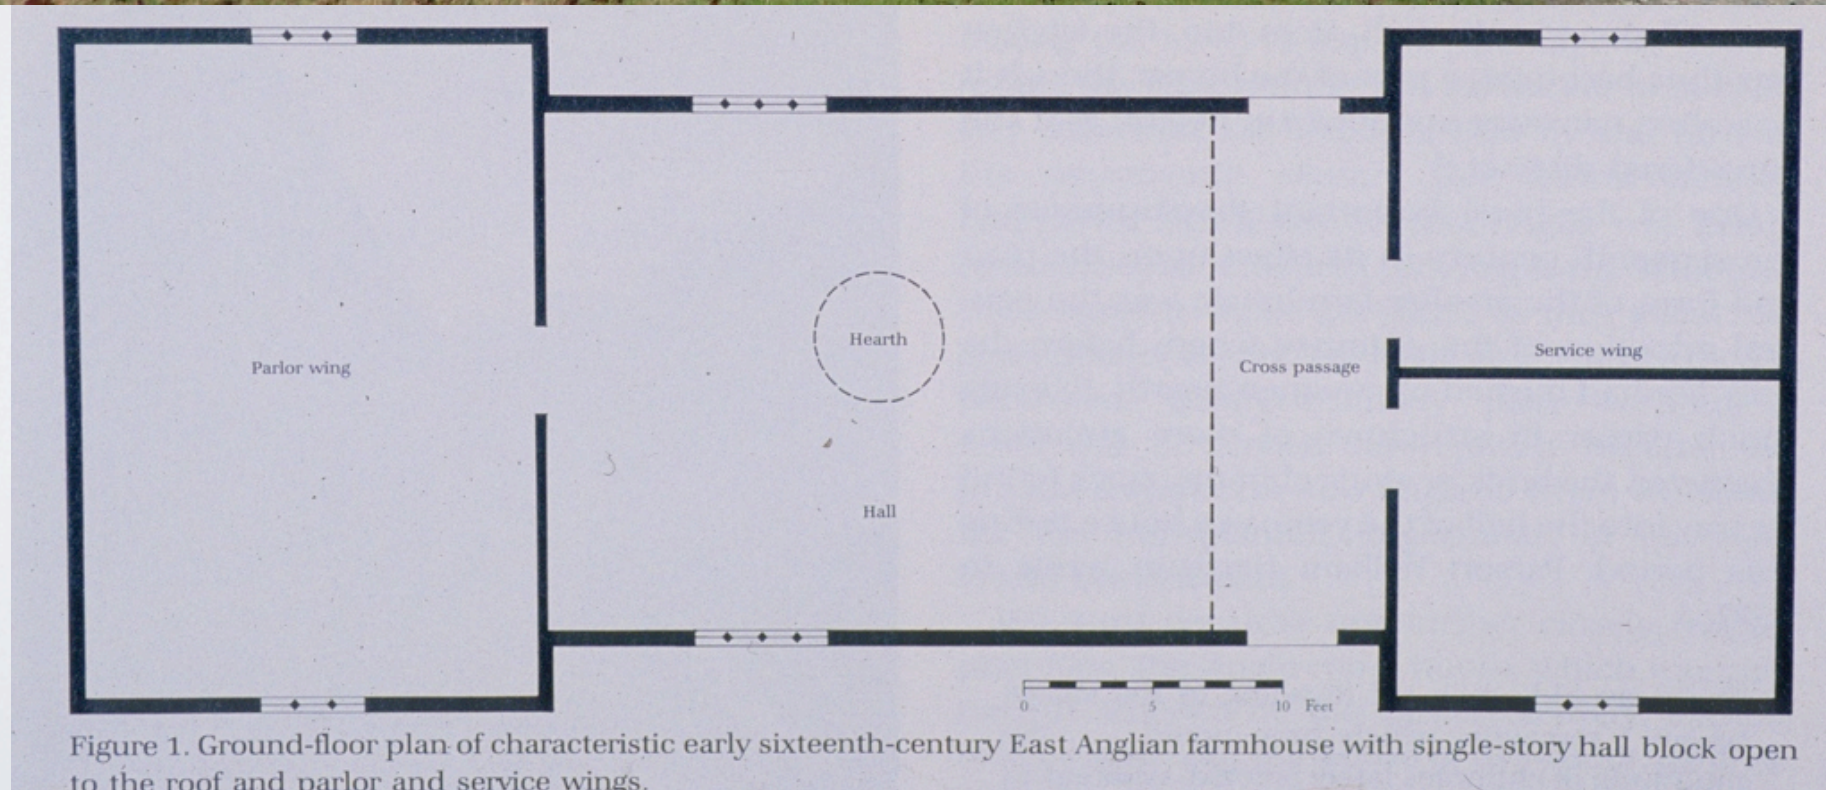 Parlor wing
Hearth
Hall
Cross passage
Service wing
0 5 10 Feet
Figure 1. Ground-floor plan of characteristic early sixteenth-century East Anglian farmhouse with single-story hall block open
to the roof and parlor and service wings.